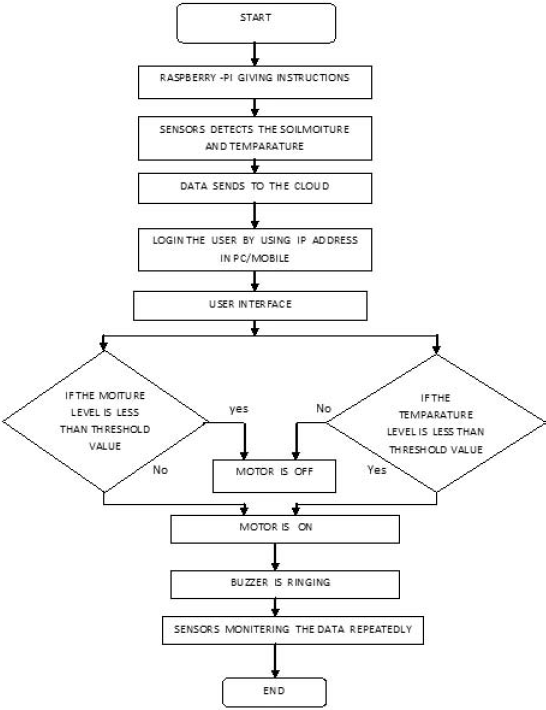 START
RASPBERRY -PI GIVING INSTRUCTIONS
SENSORS DETECTS THE SOILMOITURE
AND TEMPARATURE
DATA SENDS TO THE CLOUD
LOGIN THE USER BY USING IP ADDRESS
IN PC/MOBILE
USER INTERFACE
IF THE MOITURE
LEVEL IS LESS
THAN THRESHOLD
VALUE
yes
No
No
IF THE
TEMPARATURE
LEVEL IS LESS THAN
THRESHOLD VALUE
Yes
MOTOR IS OFF
MOTOR IS ON
BUZZER IS RINGING
SENSORS MONITERING THE DATA REPEATEDLY
END